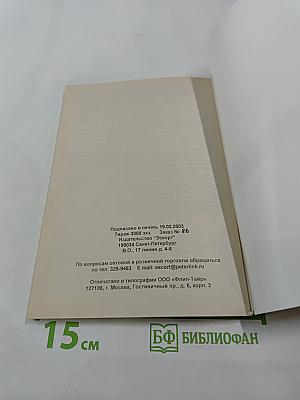 Подписано в печать 19.02.2003
Тираж 3000 экз. Заказ № 86
Издательство "Эскорт"
199034 Санкт-Петербург
В.О., 17 линия д. 4-6
По вопросам оптовой и розничной торговли обращаться
по тел. 329-9463 E mail: escort@peterlink.ru
Отпечатано в типографии ООО «Флип-Тайр»
127106, г. Москва, Гостиничный пр., д. 6, корп. 2
15 см
БФ БИБЛИОФАН